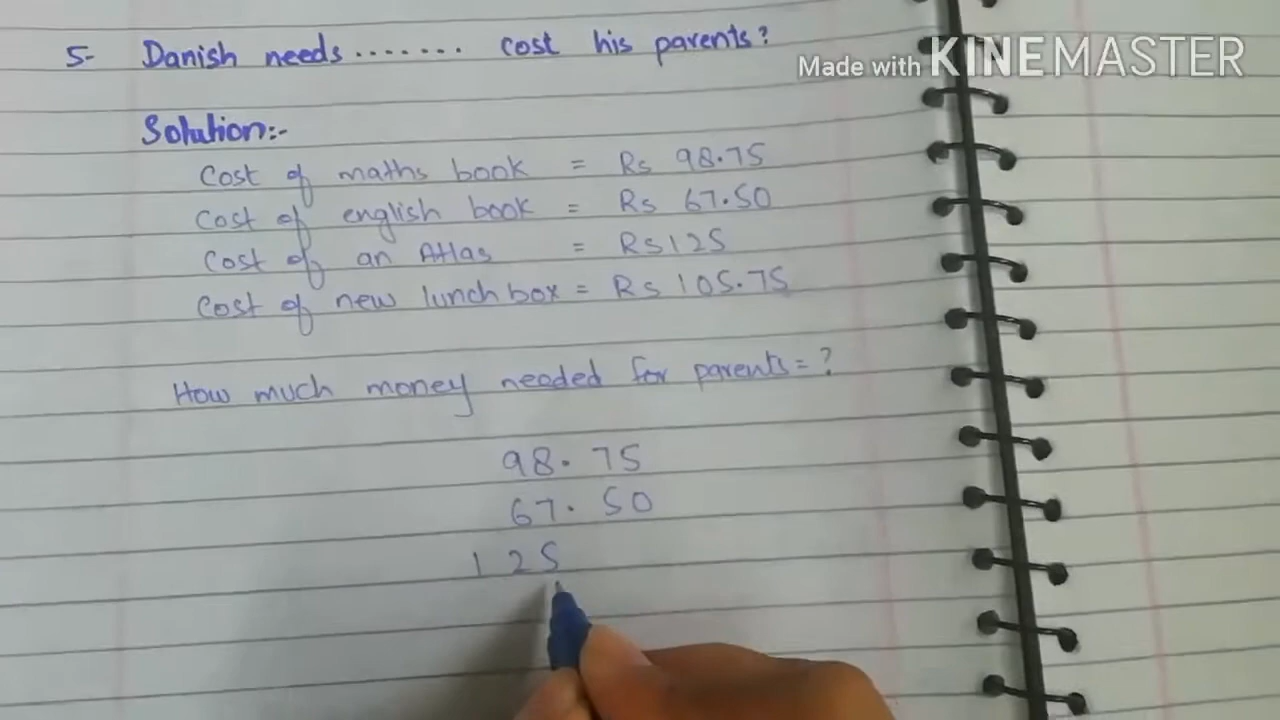 5- Danish needs ....... cost his parents?
Made with KINEMASTER
Solution:-
Cost of maths book = Rs 98.75
Cost of english book = Rs 67.50
Cost of an Atlas = Rs 125
Cost of new lunch box = Rs 105.75
How much money needed for parents = ?
98.75
67.50
125